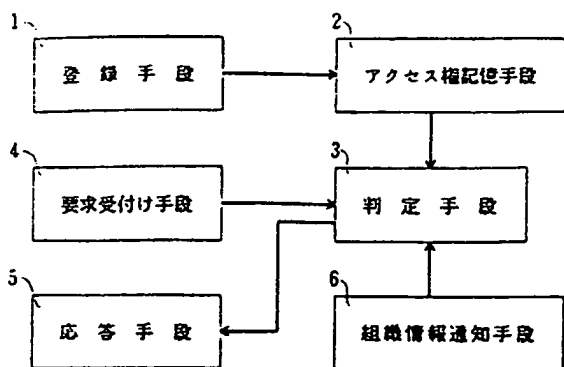 1
登録手段
2
アクセス権記憶手段
4
要求受付け手段
3
判定手段
5
応答手段
6
組織情報通知手段